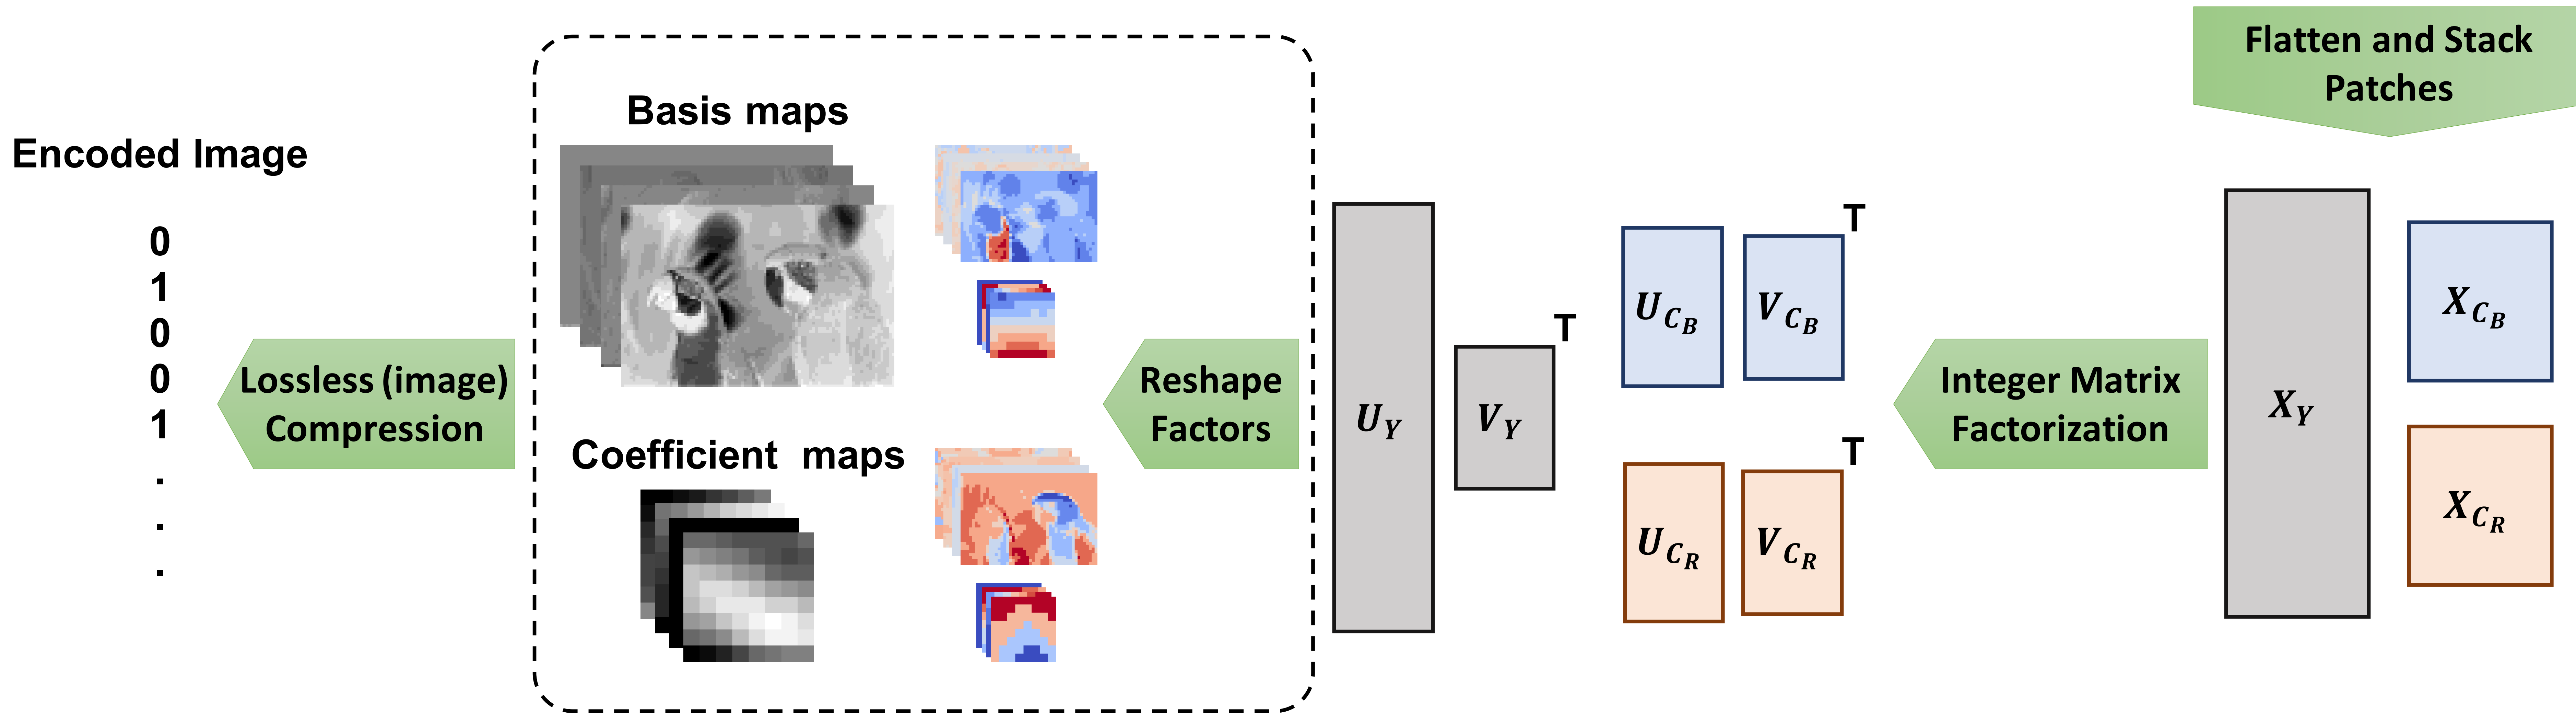 Flatten and Stack
Patches
Basis maps
Encoded Image
0
1
0
0
1
.
.
.
Lossless (image)
Compression
Coefficient maps
Reshape
Factors
U_Y
V_Y
T
U_{C_B}
V_{C_B}
T
U_{C_R}
V_{C_R}
T
Integer Matrix
Factorization
X_Y
X_{C_B}
X_{C_R}